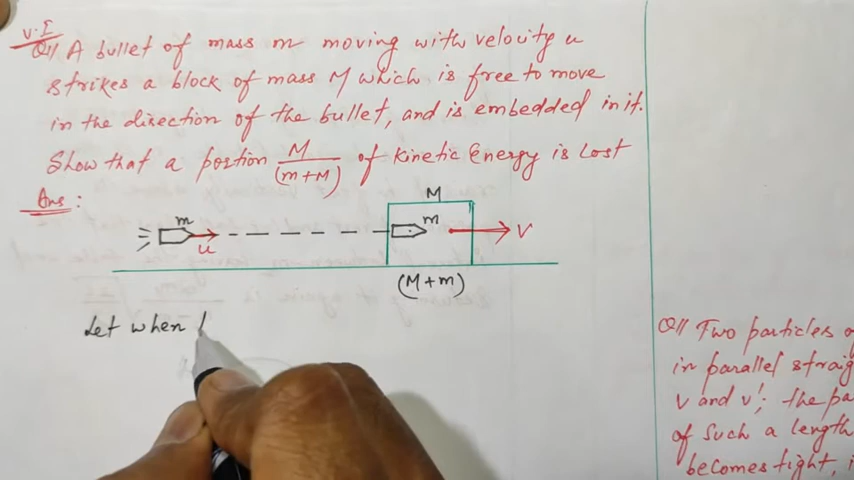 V.I
Q// A bullet of mass m moving with velocity u
strikes a block of mass M which is free to move
in the direction of the bullet, and is embedded in it.
Show that a portion M/(m+M) of Kinetic Energy is Lost
Ans:
m
u
M
m
V
(M+m)
Let when
Q// Two particles
in parallel straig
V and V'; the pa
of such a length
becomes tight, i